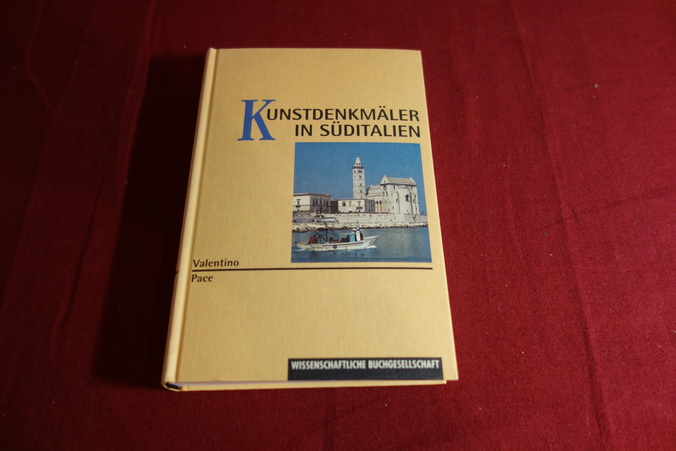 KUNSTDENKMÄLER
IN SÜDITALIEN
Valentino
Pace
WISSENSCHAFTLICHE BUCHGESELLSCHAFT